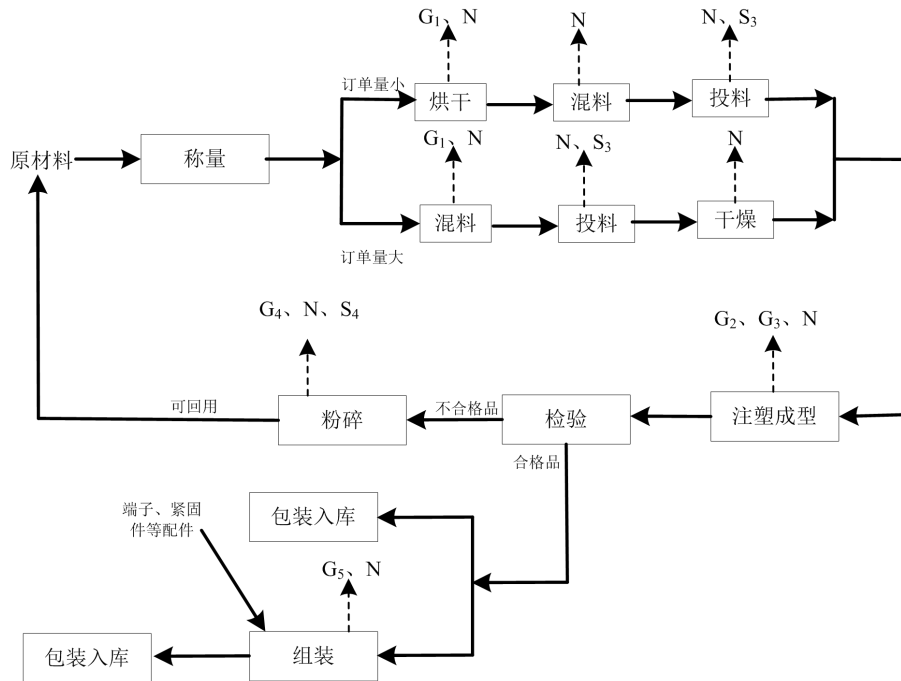 G₁、N
N
N、S₃
订单量小
烘干
混料
投料
G₁、N
N、S₃
N
原材料
称量
混料
投料
干燥
订单量大
G₄、N、S₄
G₂、G₃、N
可回用
粉碎
不合格品
检验
注塑成型
合格品
端子、紧固
件等配件
包装入库
G₅、N
包装入库
组装